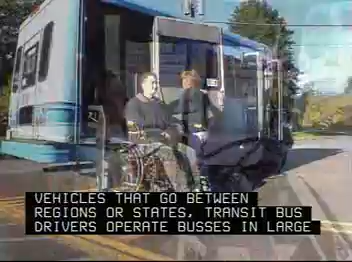 VEHICLES THAT GO BETWEEN
REGIONS OR STATES, TRANSIT BUS
DRIVERS OPERATE BUSSES IN LARGE